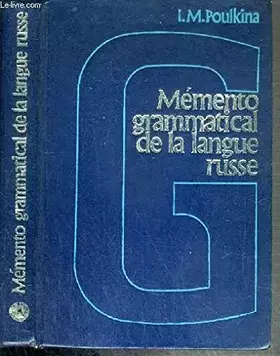 Le-livre.com
I.M.Poulkina
Mémento
grammatical
de la langue
russe
G
Mémento grammatical de la langue russe